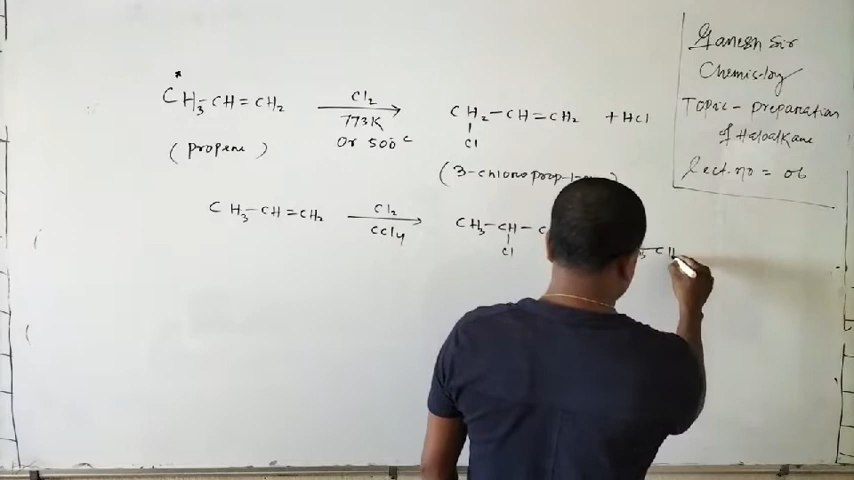 *
CH3-CH=CH2 Cl2 → CH2-CH=CH2 + HCl
773K
Or 500°C
Cl
(propene)
(3-chloroprop-1-
CH3-CH=CH2 Cl2 → CH3-CH-C
CCl4
Cl
Ganesh Sir
Chemistry
Topic - preparation
of Haloalkane
lect. no = 06